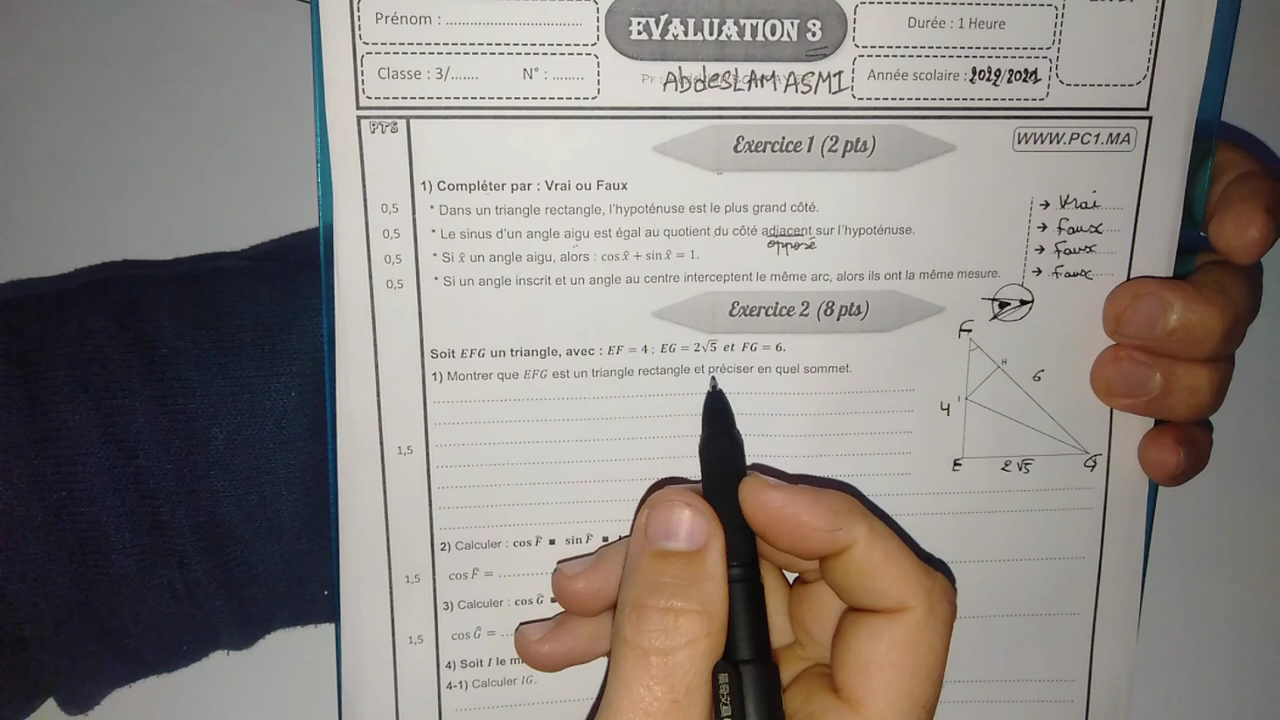 Prénom : ................................
EVALUATION 3
Durée : 1 Heure
Classe : 3/....... N° : ........
AbdesLAM ASMI
Année scolaire : 2020/2021
PTS
Exercice 1 (2 pts)
WWW.PC1.MA
1) Compléter par : Vrai ou Faux
0,5 * Dans un triangle rectangle, l'hypoténuse est le plus grand côté. → Vrai
0,5 * Le sinus d'un angle aigu est égal au quotient du côté adjacent sur l'hypoténuse. → faux
opposé
0,5 * Si x̂ un angle aigu, alors : cos x̂ + sin x̂ = 1. → faux
0,5 * Si un angle inscrit et un angle au centre interceptent le même arc, alors ils ont la même mesure. → faux
Exercice 2 (8 pts)
F
Soit EFG un triangle, avec : EF = 4 ; EG = 2√5 et FG = 6.
1) Montrer que EFG est un triangle rectangle et préciser en quel sommet.
H
6
I
4
1,5
E 2√5 G
2) Calculer : cos F̂ ▪ sin F̂ ▪
1,5 cos F̂ = ..........
3) Calculer : cos Ĝ
1,5 cos Ĝ = ...
4) Soit I le m
4-1) Calculer IG.